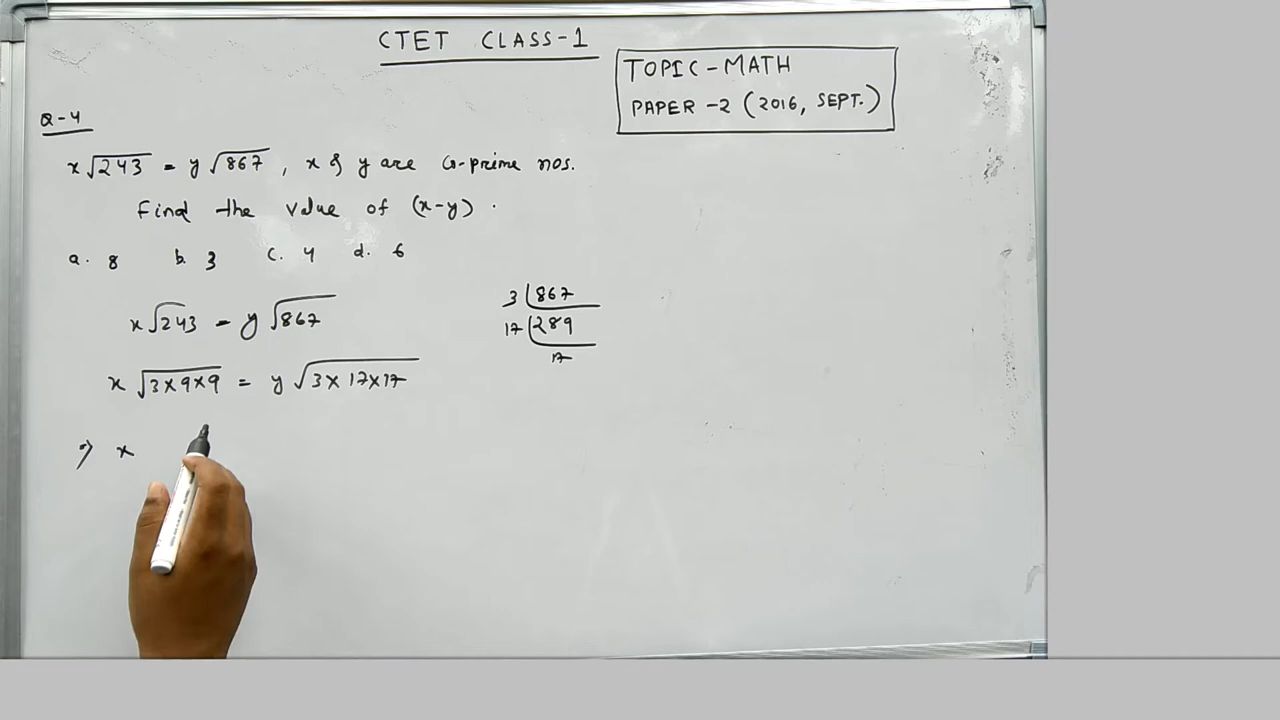 CTET CLASS-1
TOPIC-MATH
PAPER-2 (2016, SEPT.)
Q-4
x√243 = y√867, x & y are co-prime nos.
Find the value of (x-y).
a. 8 b. 3 c. 4 d. 6
x√243 = y√867
3 | 867
17 | 289
17
x√3×9×9 = y√3×17×17
⇒ x